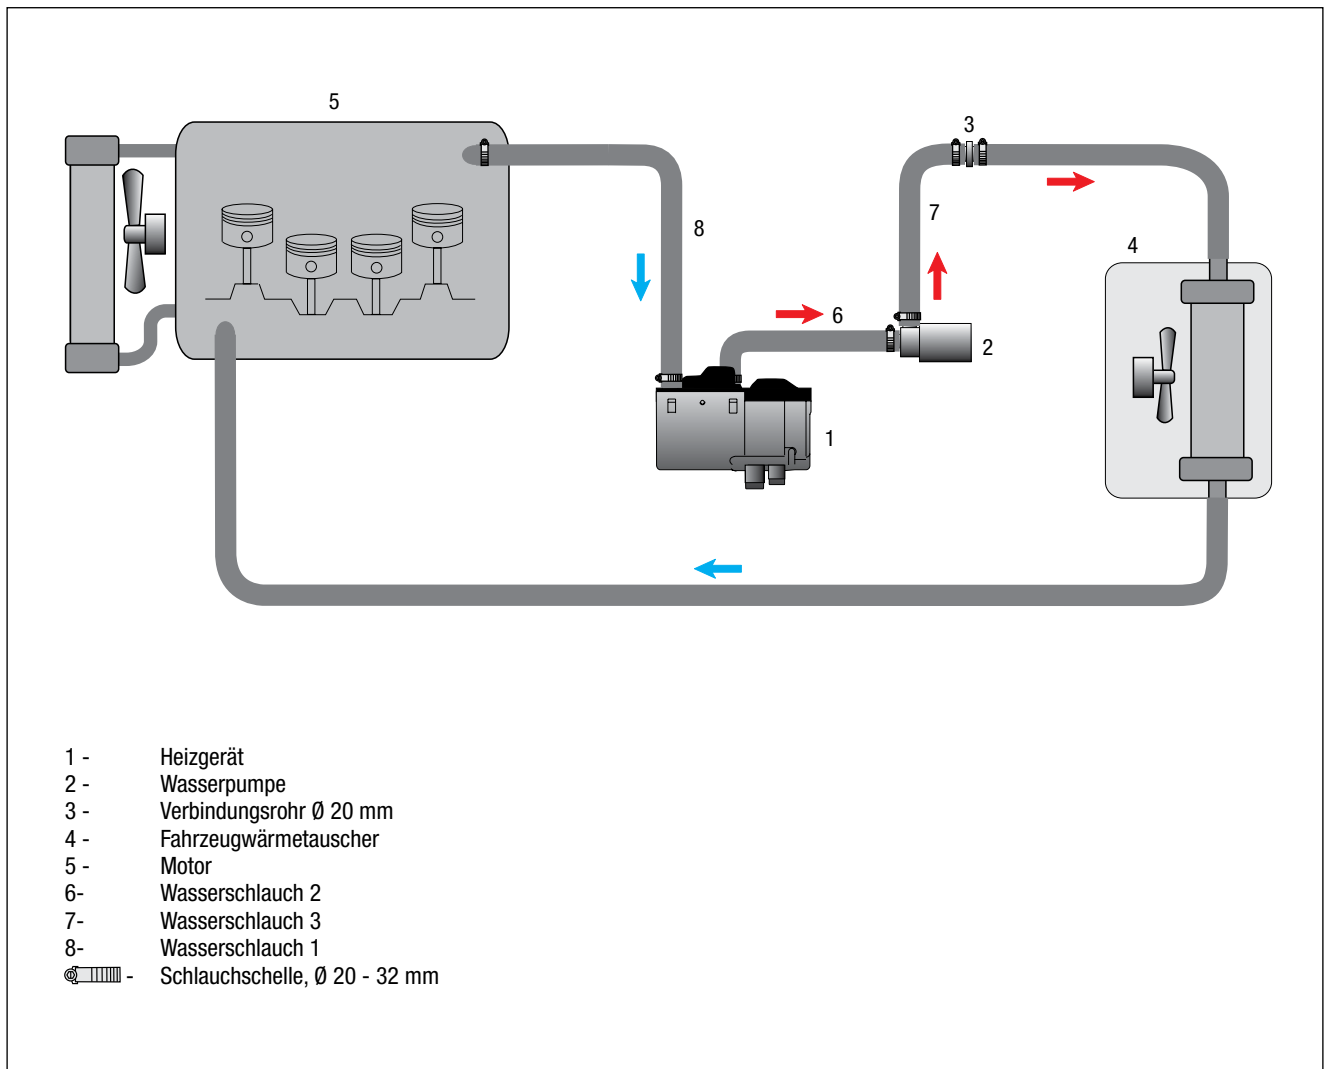 5
3
8
7
4
6
2
1
1 - Heizgerät
2 - Wasserpumpe
3 - Verbindungsrohr Ø 20 mm
4 - Fahrzeugwärmetauscher
5 - Motor
6- Wasserschlauch 2
7- Wasserschlauch 3
8- Wasserschlauch 1
- Schlauchschelle, Ø 20 - 32 mm